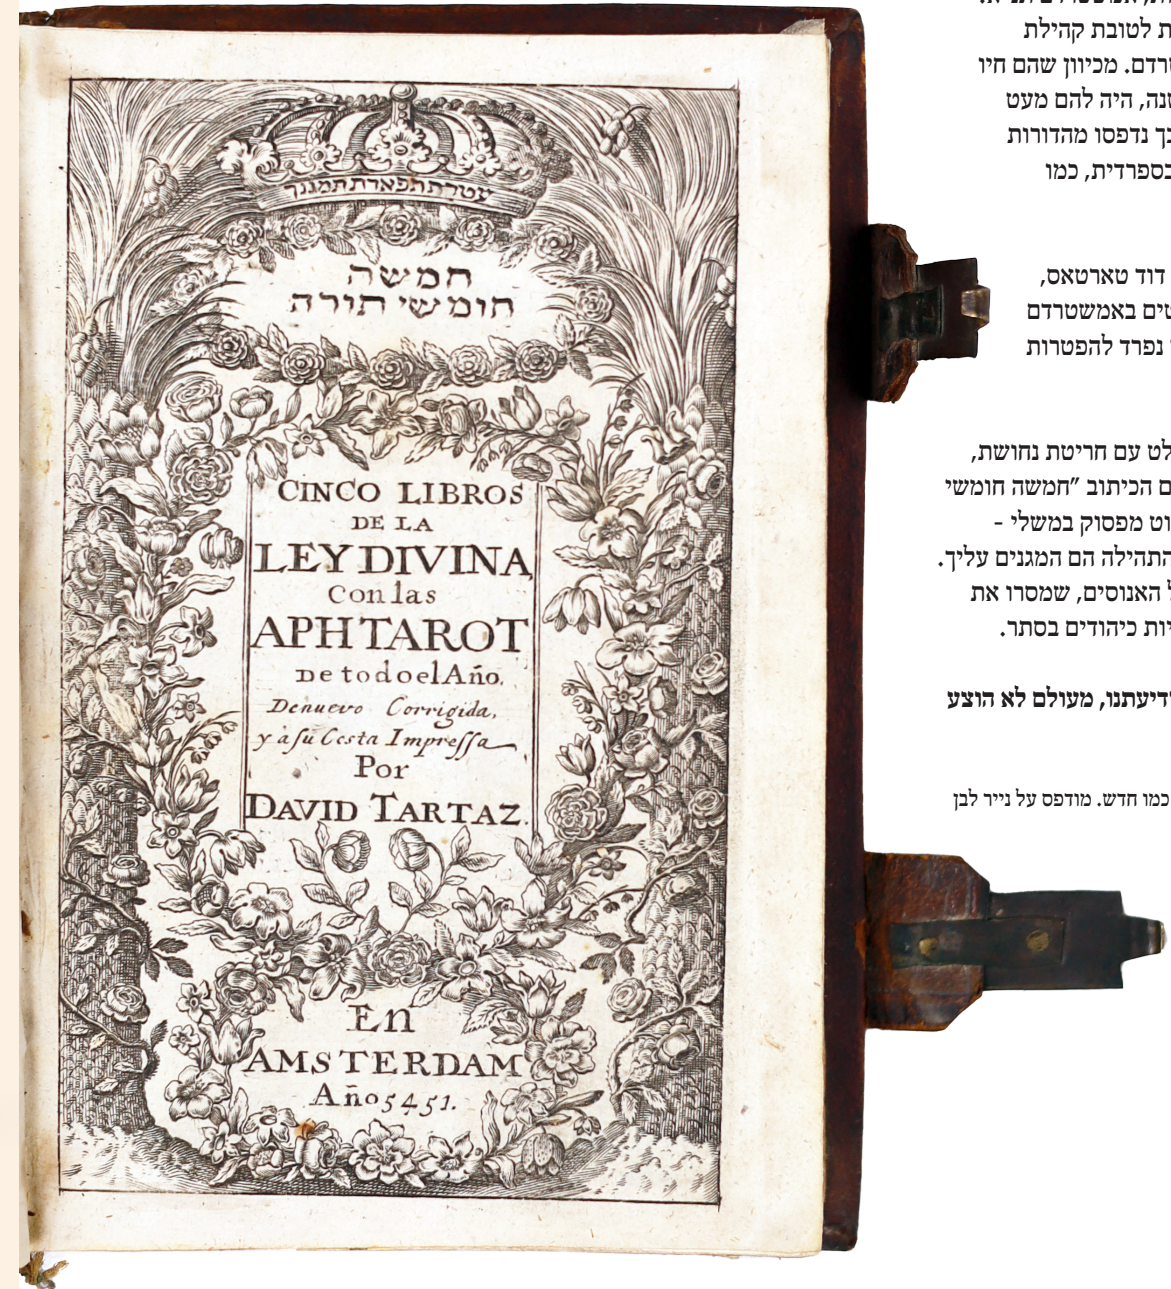 עטרת תפארת תמגנך
חמשה
חומשי תורה
CINCO LIBROS
DE LA
LEY DIVINA
Con las
APHTAROT
De todo el Año.
De nuevo Corrigida,
y a su Costa Impressa
Por
DAVID TARTAZ.
En
AMSTERDAM
Año 5451.
ת לטובת קהילת
רדם. מכיוון שהם חיו
נה, היה להם מעט
ך נדפסו מהדורות
בספרדית, כמו
דוד טארטאס,
טים באמשטרדם
נפרד להפטרות
לט עם חריטת נחושת,
ם הכיתוב "חמשה חומשי
וט מפסוק במשלי -
התהילה הם המגנים עליך.
ל האנוסים, שמסרו את
יות כיהודים בסתר.
דיעתנו, מעולם לא הוצע
כמו חדש. מודפס על נייר לבן